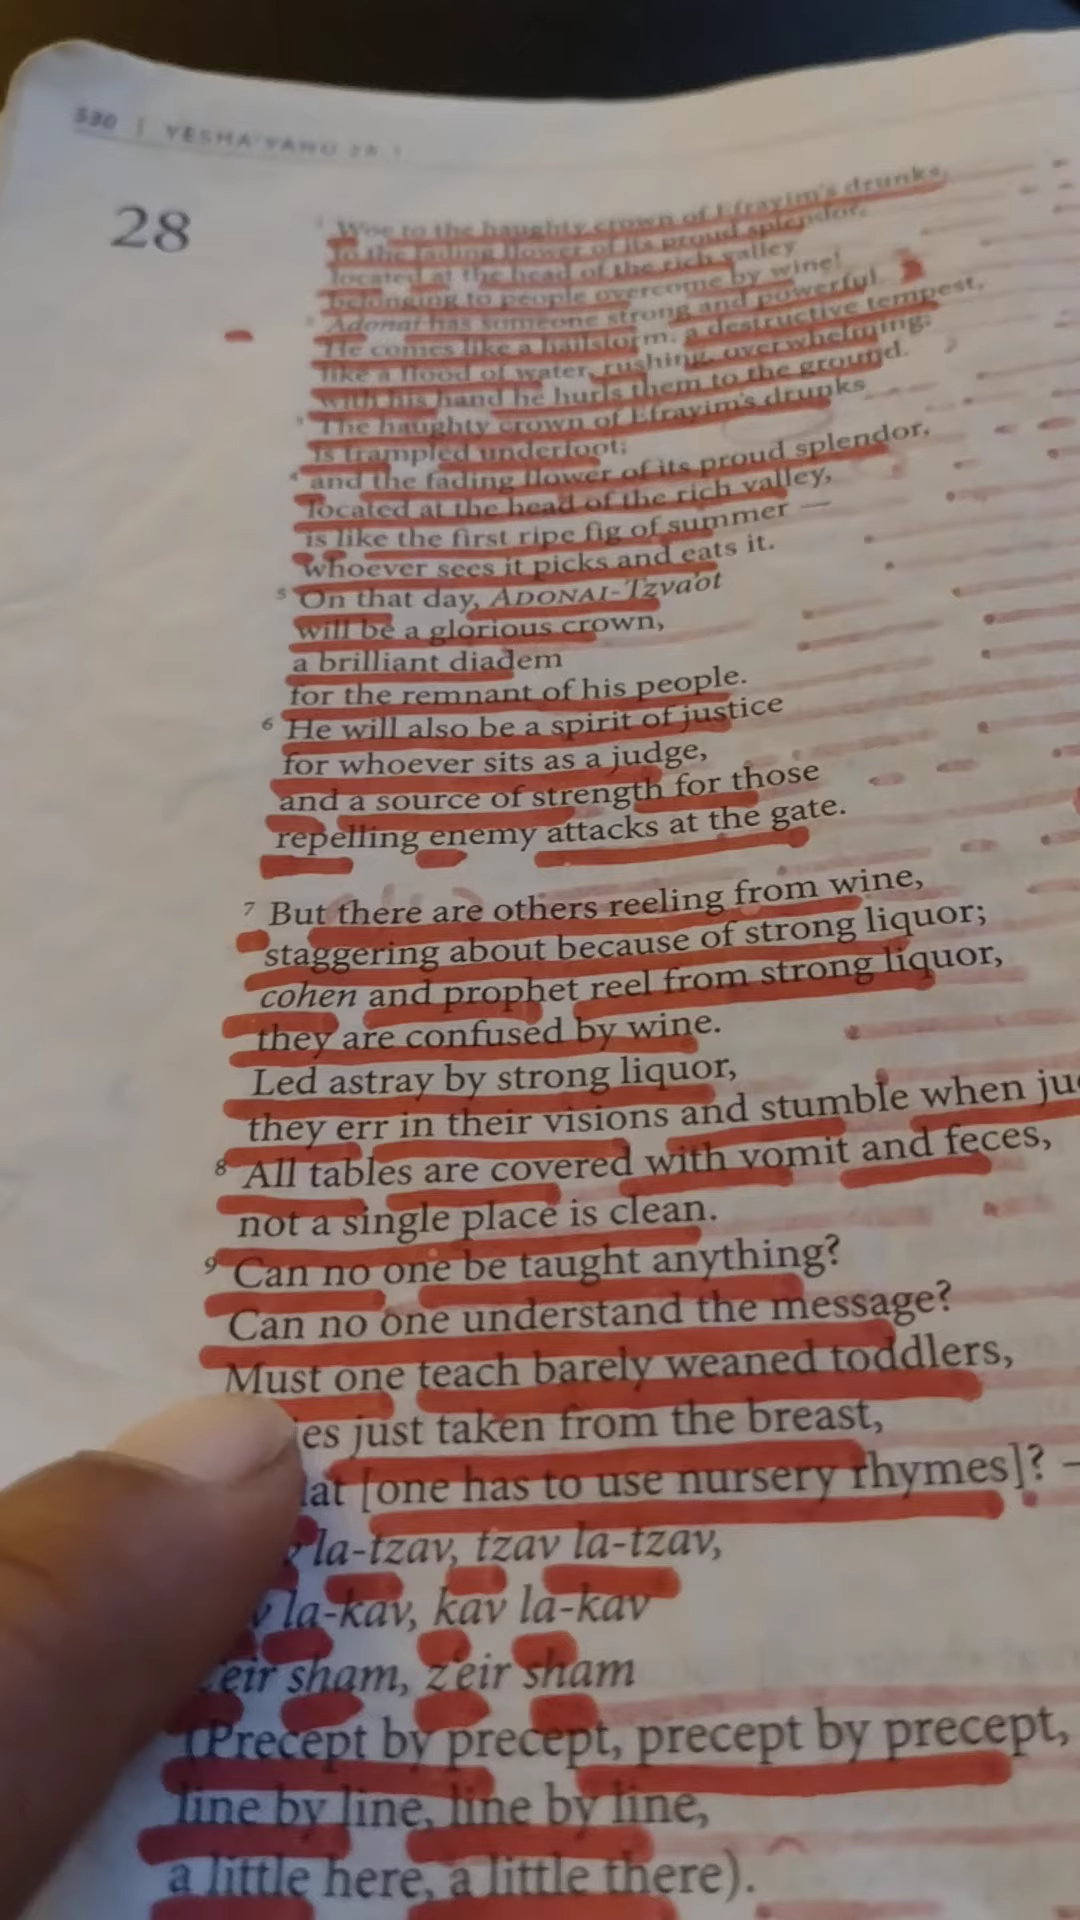 530 | YESHA'YAHU 28:1
28
1 Woe to the haughty crown of Efrayim's drunks,
to the fading flower of its proud splendor,
located at the head of the rich valley
belonging to people overcome by wine!
2 Adonai has someone strong and powerful.
He comes like a hailstorm, a destructive tempest,
like a flood of water, rushing, overwhelming;
with his hand he hurls them to the ground.
3 The haughty crown of Efrayim's drunks
is trampled underfoot;
4 and the fading flower of its proud splendor,
located at the head of the rich valley,
is like the first ripe fig of summer —
whoever sees it picks and eats it.
5 On that day, ADONAI-Tzva'ot
will be a glorious crown,
a brilliant diadem
for the remnant of his people.
6 He will also be a spirit of justice
for whoever sits as a judge,
and a source of strength for those
repelling enemy attacks at the gate.
7 But there are others reeling from wine,
staggering about because of strong liquor;
cohen and prophet reel from strong liquor,
they are confused by wine.
Led astray by strong liquor,
they err in their visions and stumble when
8 All tables are covered with vomit and feces,
not a single place is clean.
9 Can no one be taught anything?
Can no one understand the message?
Must one teach barely weaned toddlers,
just taken from the breast,
[one has to use nursery rhymes]? —
la-tzav, tzav la-tzav,
la-kav, kav la-kav
sham, z'eir sham
(Precept by precept, precept by precept,
line by line, line by line,
a little here, a little there).